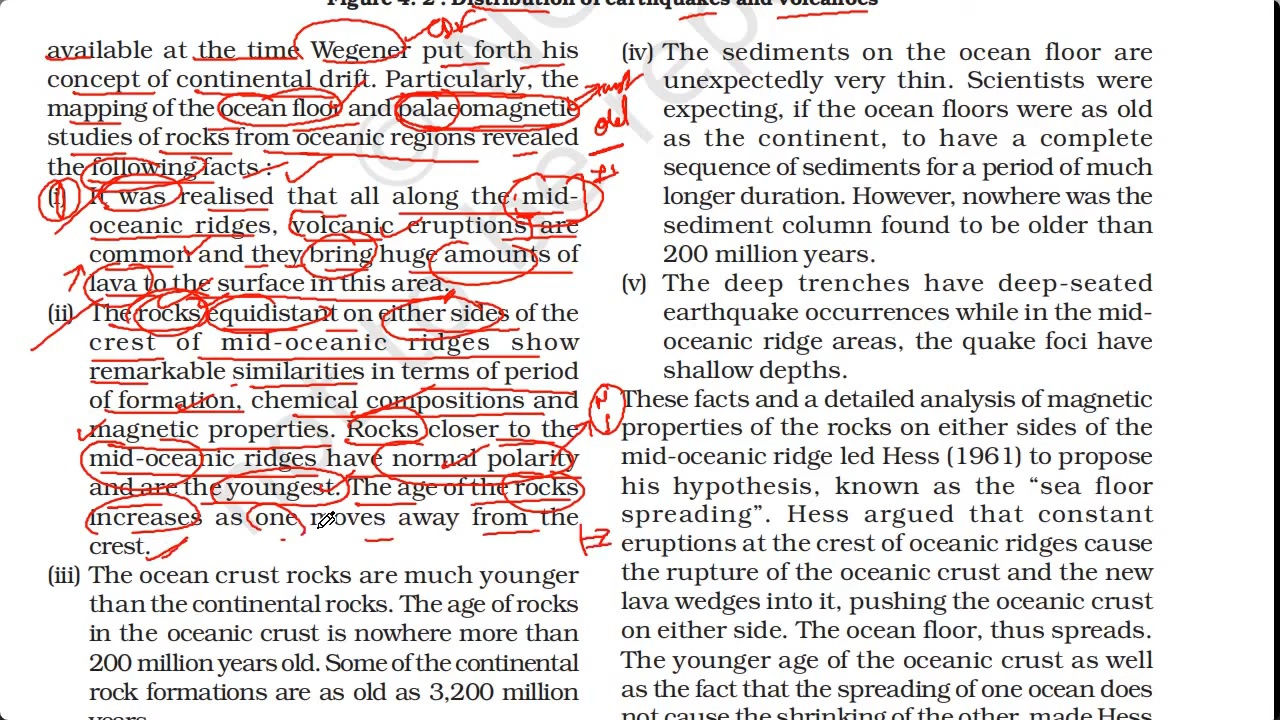 Figure 4. 2 : Distribution of earthquakes and volcanoes
available at the time Wegener put forth his
concept of continental drift. Particularly, the
mapping of the ocean floor and palaeomagnetic
studies of rocks from oceanic regions revealed
the following facts :
(i) It was realised that all along the mid-
oceanic ridges, volcanic eruptions are
common and they bring huge amounts of
lava to the surface in this area.
(ii) The rocks equidistant on either sides of the
crest of mid-oceanic ridges show
remarkable similarities in terms of period
of formation, chemical compositions and
magnetic properties. Rocks closer to the
mid-oceanic ridges have normal polarity
and are the youngest. The age of the rocks
increases as one moves away from the
crest.
(iii) The ocean crust rocks are much younger
than the continental rocks. The age of rocks
in the oceanic crust is nowhere more than
200 million years old. Some of the continental
rock formations are as old as 3,200 million
years.
old
N
S
(iv) The sediments on the ocean floor are
unexpectedly very thin. Scientists were
expecting, if the ocean floors were as old
as the continent, to have a complete
sequence of sediments for a period of much
longer duration. However, nowhere was the
sediment column found to be older than
200 million years.
(v) The deep trenches have deep-seated
earthquake occurrences while in the mid-
oceanic ridge areas, the quake foci have
shallow depths.
These facts and a detailed analysis of magnetic
properties of the rocks on either sides of the
mid-oceanic ridge led Hess (1961) to propose
his hypothesis, known as the “sea floor
spreading”. Hess argued that constant
eruptions at the crest of oceanic ridges cause
the rupture of the oceanic crust and the new
lava wedges into it, pushing the oceanic crust
on either side. The ocean floor, thus spreads.
The younger age of the oceanic crust as well
as the fact that the spreading of one ocean does
not cause the shrinking of the other, made Hess